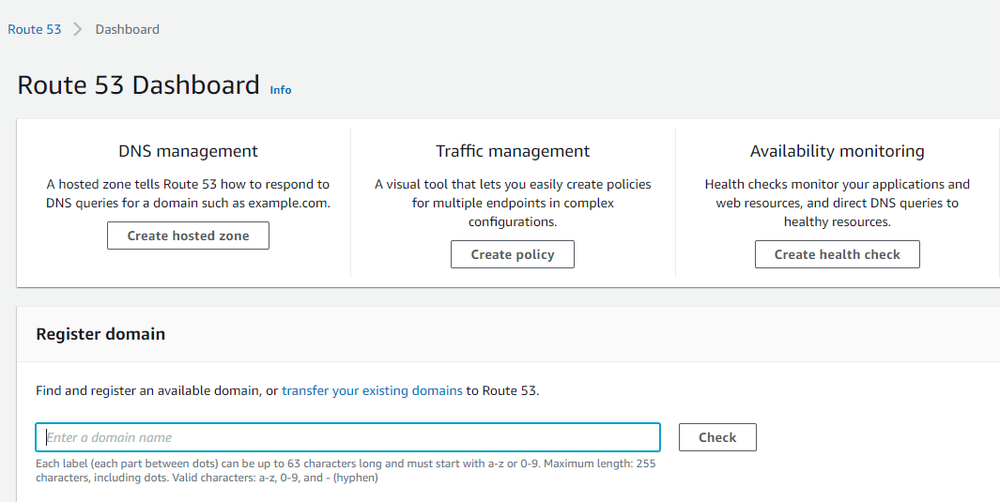 Route 53 > Dashboard
Route 53 Dashboard Info
DNS management
A hosted zone tells Route 53 how to respond to
DNS queries for a domain such as example.com.
Create hosted zone
Traffic management
A visual tool that lets you easily create policies
for multiple endpoints in complex
configurations.
Create policy
Availability monitoring
Health checks monitor your applications and
web resources, and direct DNS queries to
healthy resources.
Create health check
Register domain
Find and register an available domain, or transfer your existing domains to Route 53.
Enter a domain name
Check
Each label (each part between dots) can be up to 63 characters long and must start with a-z or 0-9. Maximum length: 255
characters, including dots. Valid characters: a-z, 0-9, and - (hyphen)